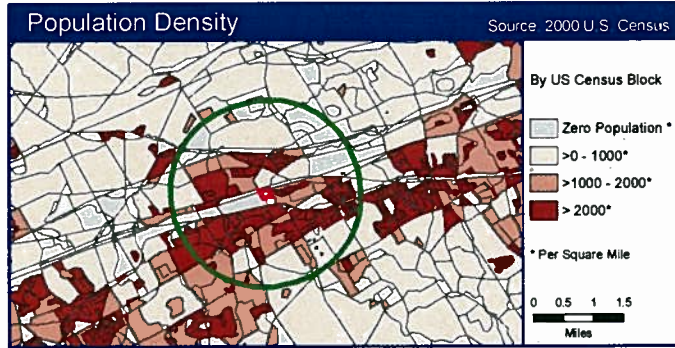 Population Density
Source: 2000 U.S. Census
By US Census Block
Zero Population *
>0 - 1000*
>1000 - 2000*
> 2000*
* Per Square Mile
0 0.5 1 1.5
Miles